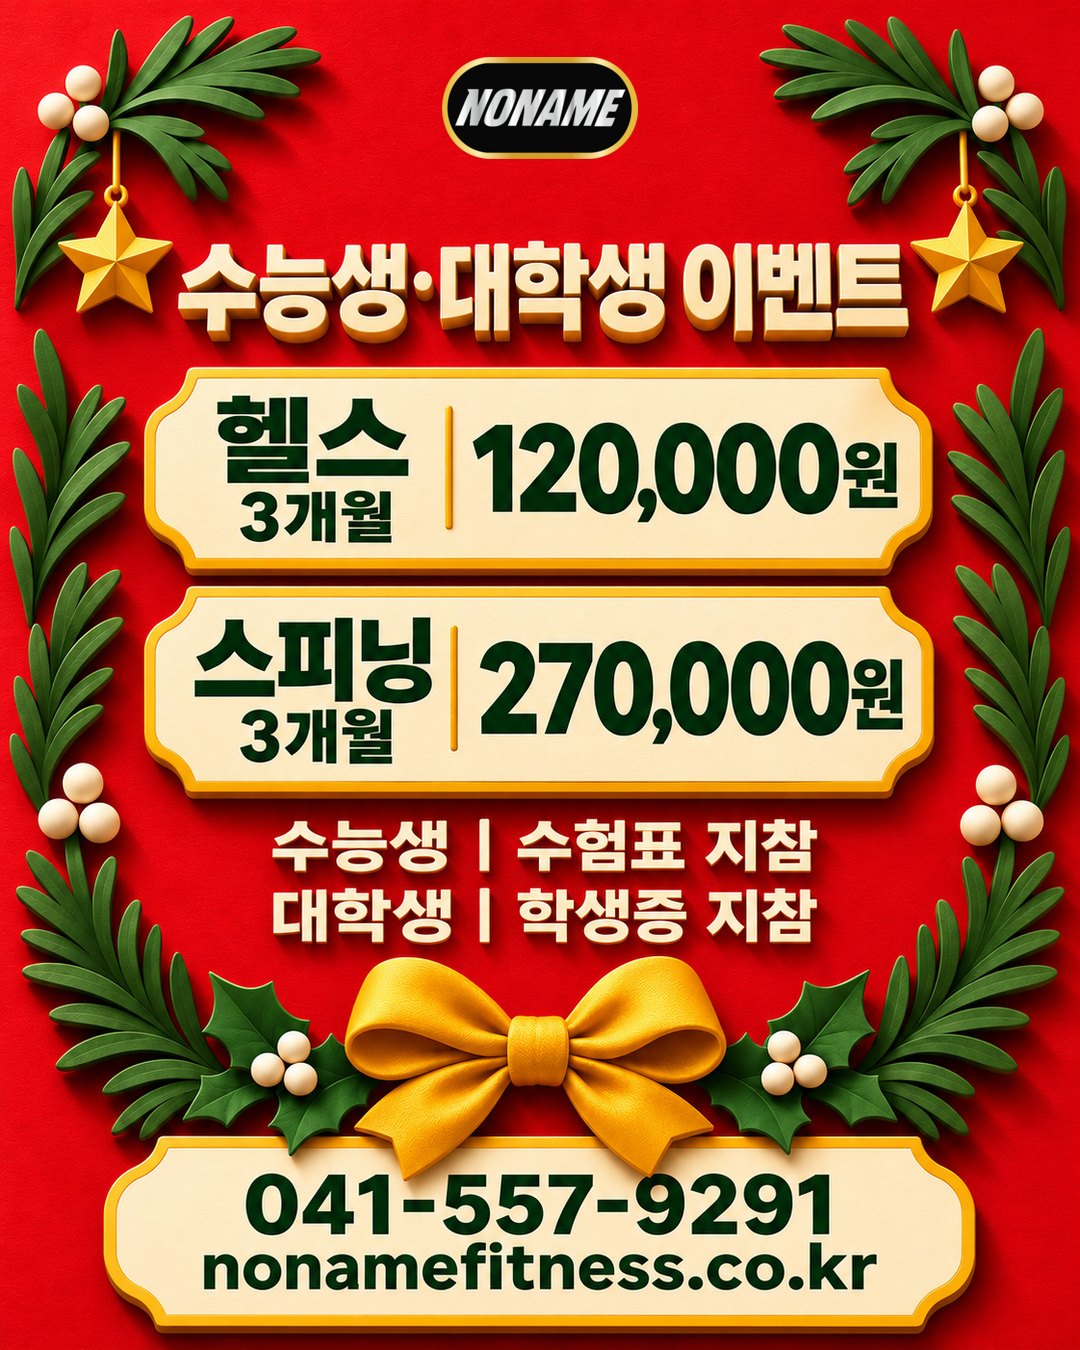 NONAME
수능생·대학생 이벤트
헬스
3개월
120,000원
스피닝
3개월
270,000원
수능생 | 수험표 지참
대학생 | 학생증 지참
041-557-9291
nonamefitness.co.kr